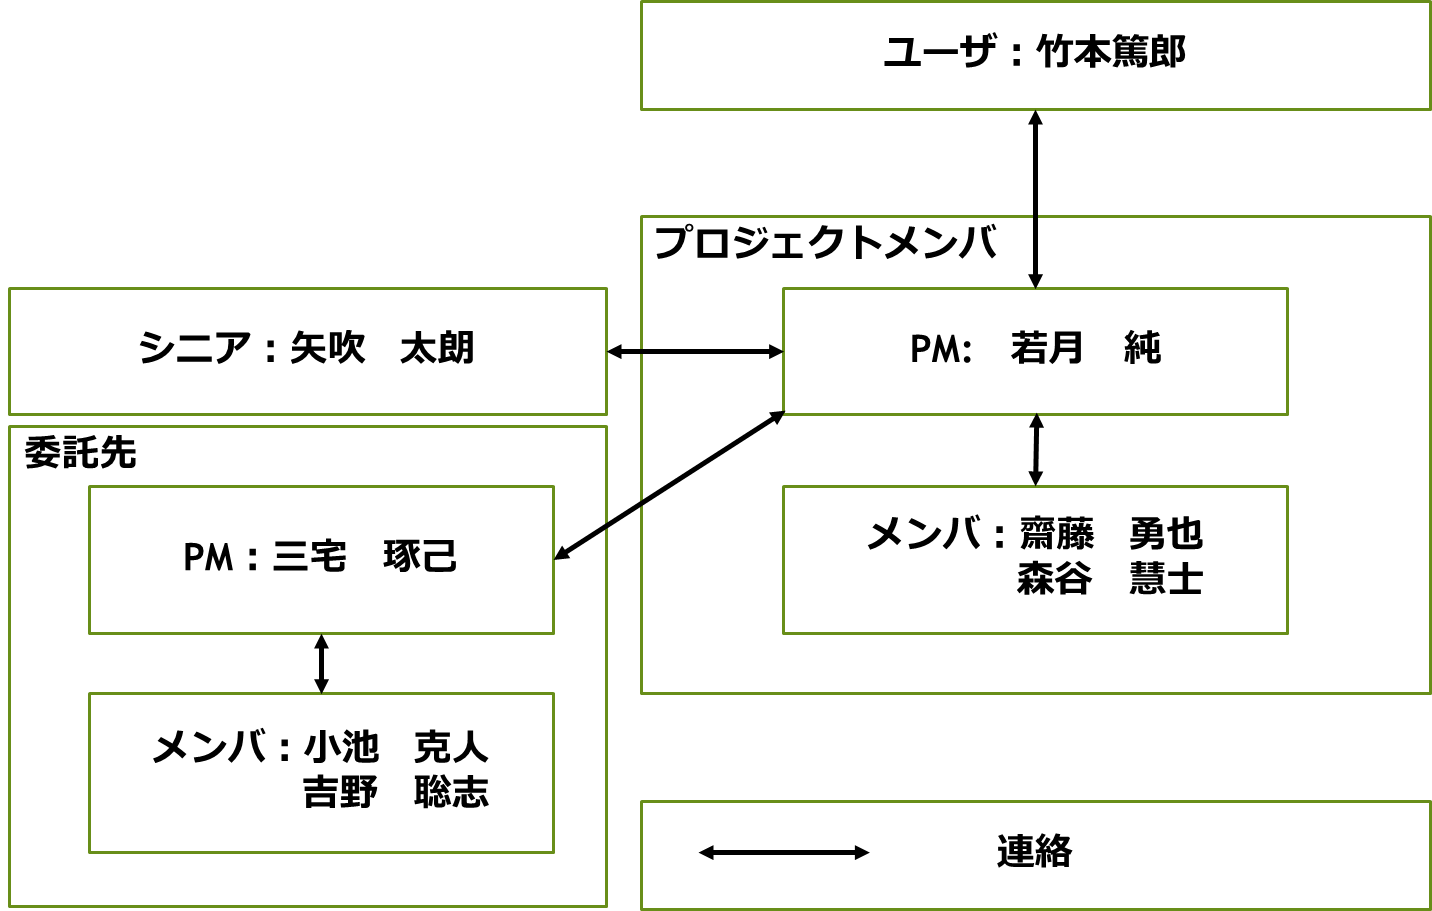 ユーザ：竹本篤郎
プロジェクトメンバ
シニア：矢吹　太朗
PM:　若月　純
委託先
PM：三宅　琢己
メンバ：齋藤　勇也
森谷　慧士
メンバ：小池　克人
吉野　聡志
連絡